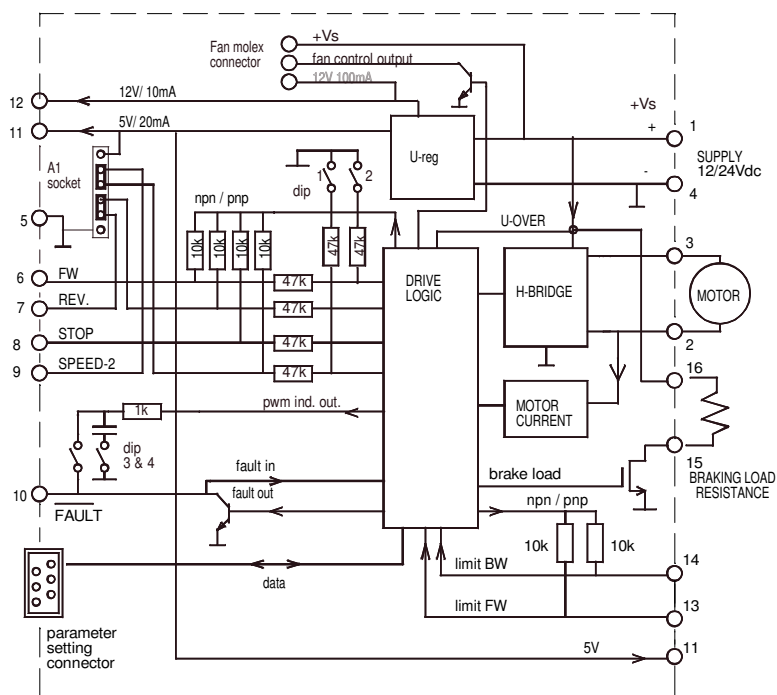 +Vs
Fan molex
connector
fan control output
12V 100mA
12
12V/ 10mA
11
5V/ 20mA
+Vs
1
+
U-reg
SUPPLY
12/24Vdc
-
4
A1
socket
1
2
dip
npn / pnp
5
U-OVER
10k
10k
10k
10k
47k
47k
3
6
FW
47k
DRIVE
LOGIC
H-BRIDGE
MOTOR
7
REV.
47k
8
STOP
47k
2
9
SPEED-2
47k
16
1k
pwm ind. out.
MOTOR
CURRENT
dip
3 & 4
15
BRAKING LOAD
RESISTANCE
fault in
brake load
10
fault out
FAULT
npn / pnp
10k
10k
limit BW
14
data
limit FW
13
parameter
setting
connector
5V
11